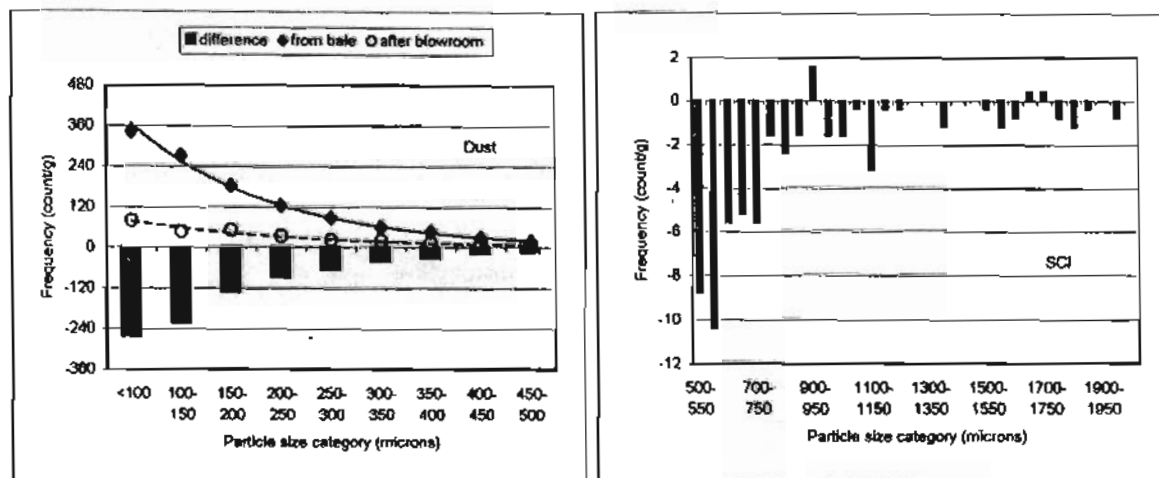 difference from bale after blowroom
480
360
240
120
0
-120
-240
-360
Frequency (count/g)
Dust
<100 100- 150- 200- 250- 300- 350- 400- 450-
150 200 250 300 350 400 450 500
Particle size category (microns)
2
0
-2
-4
-6
-8
-10
-12
Frequency (count/g)
SCI
500- 700- 900- 1100- 1300- 1500- 1700- 1900-
550 750 950 1150 1350 1550 1750 1950
Particle size category (microns)